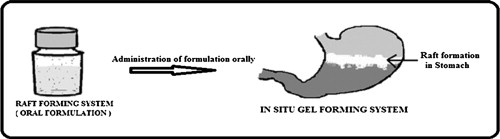 Administration of formulation orally
Raft formation
in Stomach
RAFT FORMING SYSTEM
( ORAL FORMULATION )
IN SITU GEL FORMING SYSTEM